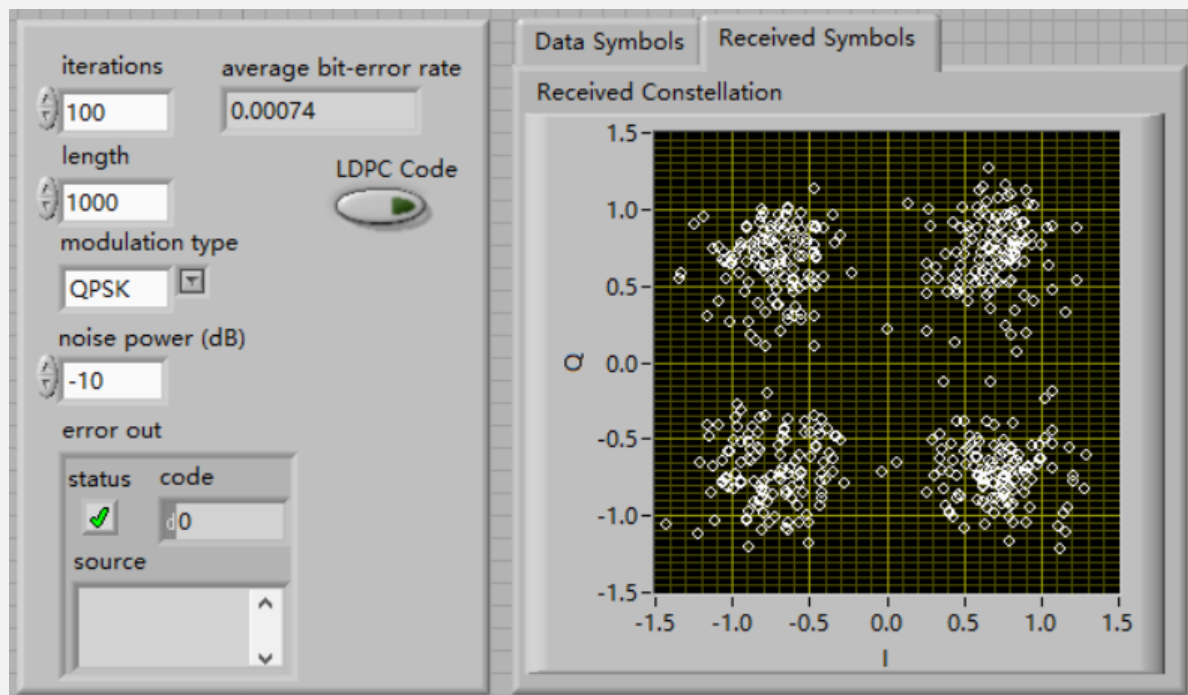 iterations
average bit-error rate
100
0.00074
length
LDPC Code
1000
modulation type
QPSK
noise power (dB)
-10
error out
status
code
d0
source
Data Symbols
Received Symbols
Received Constellation
1.5
1.0
0.5
0.0
-0.5
-1.0
-1.5
Q
-1.5 -1.0 -0.5 0.0 0.5 1.0 1.5
I